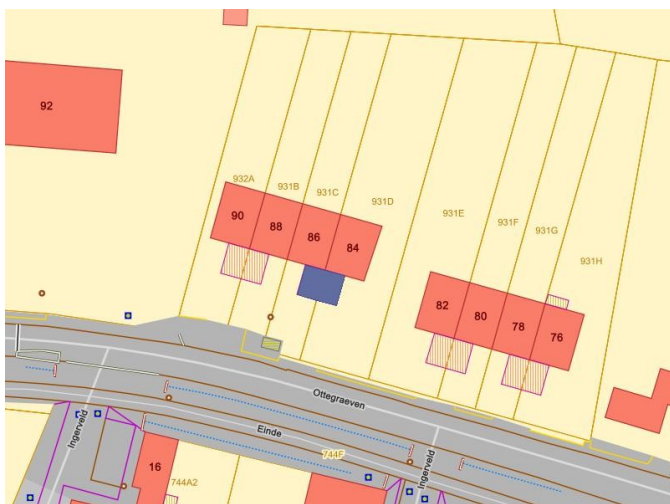 92
932A
931B
931C
931D
931E
931F
931G
931H
90
88
86
84
82
80
78
76
Ottegraeven
Einde
Ingerveld
Ingerveld
744F
16
744A2